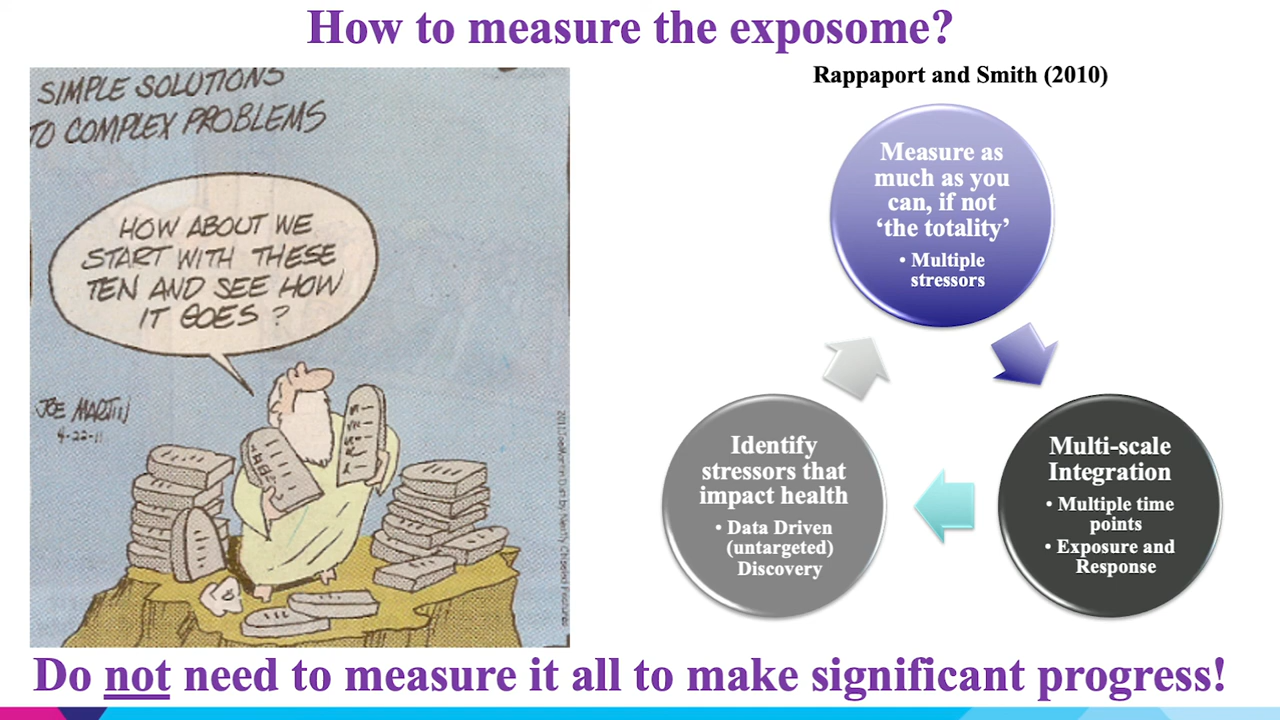 How to measure the exposome?
SIMPLE SOLUTIONS
TO COMPLEX PROBLEMS
HOW ABOUT WE
START WITH THESE
TEN AND SEE HOW
IT GOES ?
JOE MARTIN
4-22-11
Rappaport and Smith (2010)
Measure as
much as you
can, if not
‘the totality’
• Multiple
stressors
Multi-scale
Integration
• Multiple time
points
• Exposure and
Response
Identify
stressors that
impact health
• Data Driven
(untargeted)
Discovery
Do not need to measure it all to make significant progress!